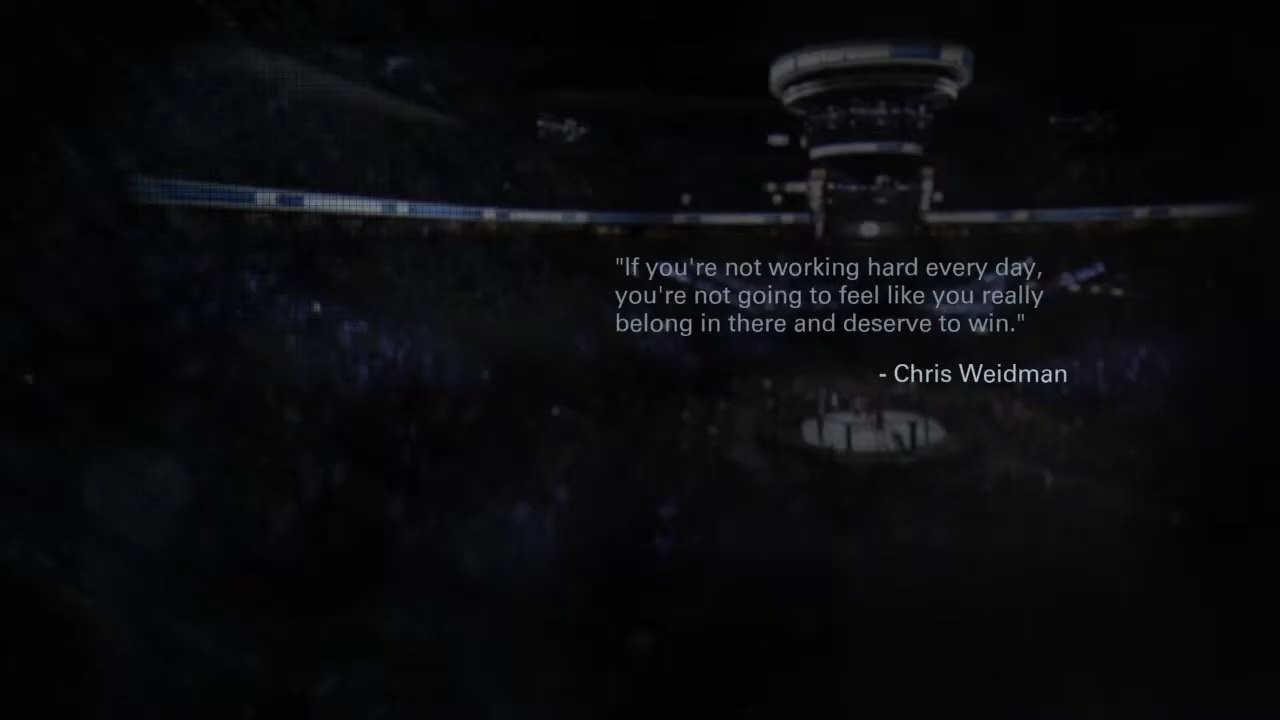 "If you're not working hard every day,
you're not going to feel like you really
belong in there and deserve to win."
- Chris Weidman